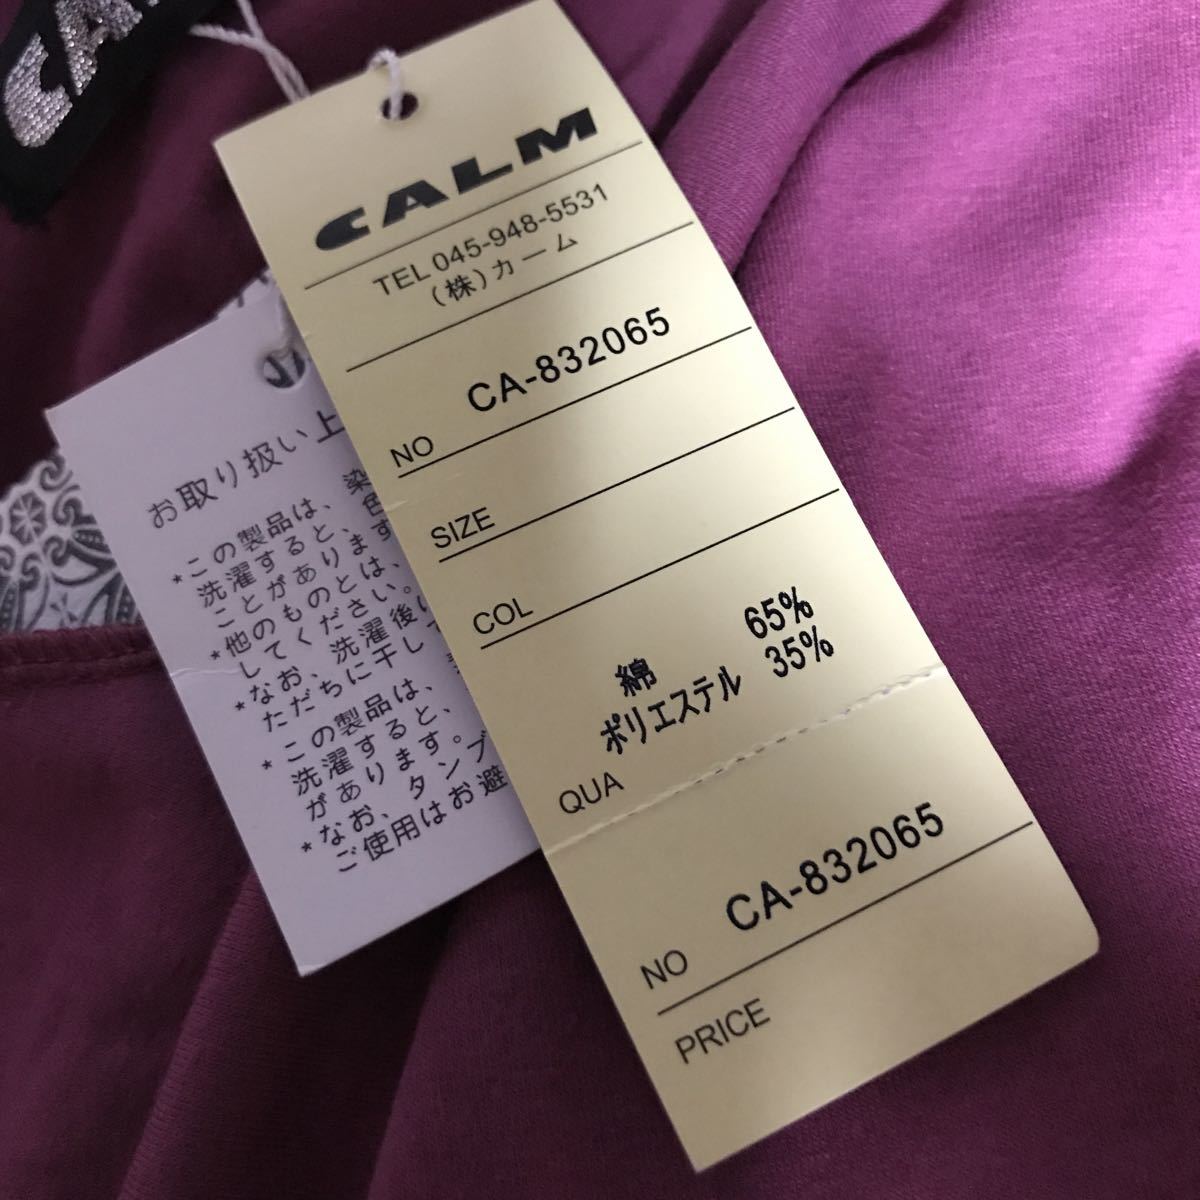 CALM
TEL 045-948-5531
(株)カーム
NO CA-832065
SIZE
COL
綿 65%
ポリエステル 35%
QUA
NO CA-832065
PRICE
お取り扱い上
*この製品は、染
洗濯すると、色
ことがあります
*他のものとは、
してください。
*なお、洗濯後
ただちに干して
*この製品は、
洗濯すると、
があります。
*なお、タンブ
ご使用はお避